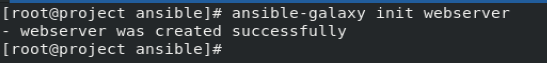 [root@project ansible]# ansible-galaxy init webserver
- webserver was created successfully
[root@project ansible]#